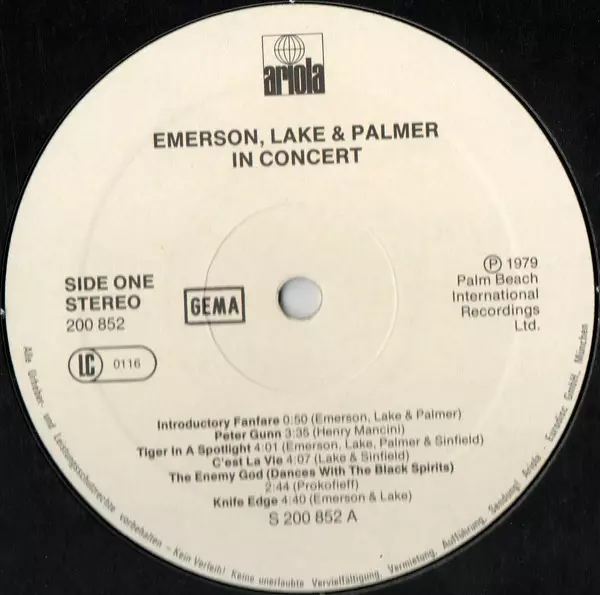 ariola
EMERSON, LAKE & PALMER
IN CONCERT
SIDE ONE
STEREO
200 852
GEMA
LC 0116
℗ 1979
Palm Beach
International
Recordings
Ltd.
Introductory Fanfare 0:50 (Emerson, Lake & Palmer)
Peter Gunn 3:35 (Henry Mancini)
Tiger In A Spotlight 4:01 (Emerson, Lake, Palmer & Sinfield)
C'est La Vie 4:07 (Lake & Sinfield)
The Enemy God (Dances With The Black Spirits)
2:44 (Prokofieff)
Knife Edge 4:40 (Emerson & Lake)
S 200 852 A
Alle Urheber- und Leistungsschutzrechte vorbehalten – Kein Verleih! Keine unerlaubte Vervielfältigung, Vermietung, Aufführung, Sendung! Ariola - Eurodisc GmbH., München